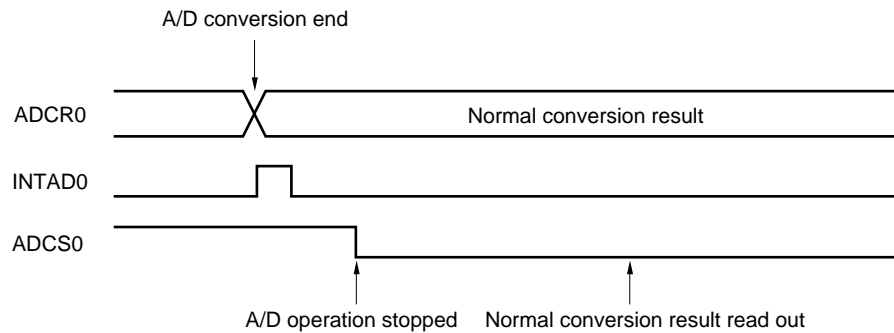 A/D conversion end
ADCR0
Normal conversion result
INTAD0
ADCS0
A/D operation stopped
Normal conversion result read out